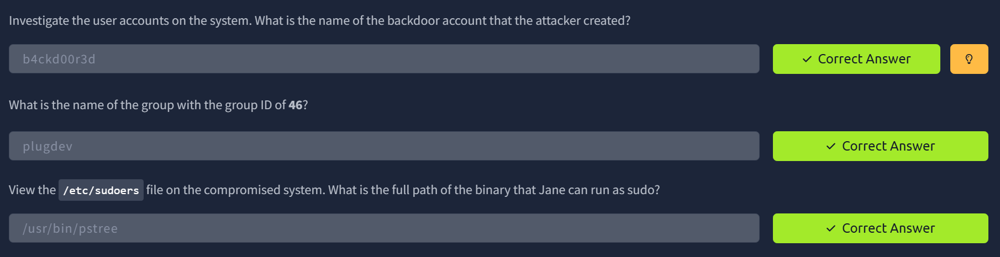 Investigate the user accounts on the system. What is the name of the backdoor account that the attacker created?
b4ckd00r3d
Correct Answer
What is the name of the group with the group ID of 46?
plugdev
Correct Answer
View the /etc/sudoers file on the compromised system. What is the full path of the binary that Jane can run as sudo?
/usr/bin/pstree
Correct Answer